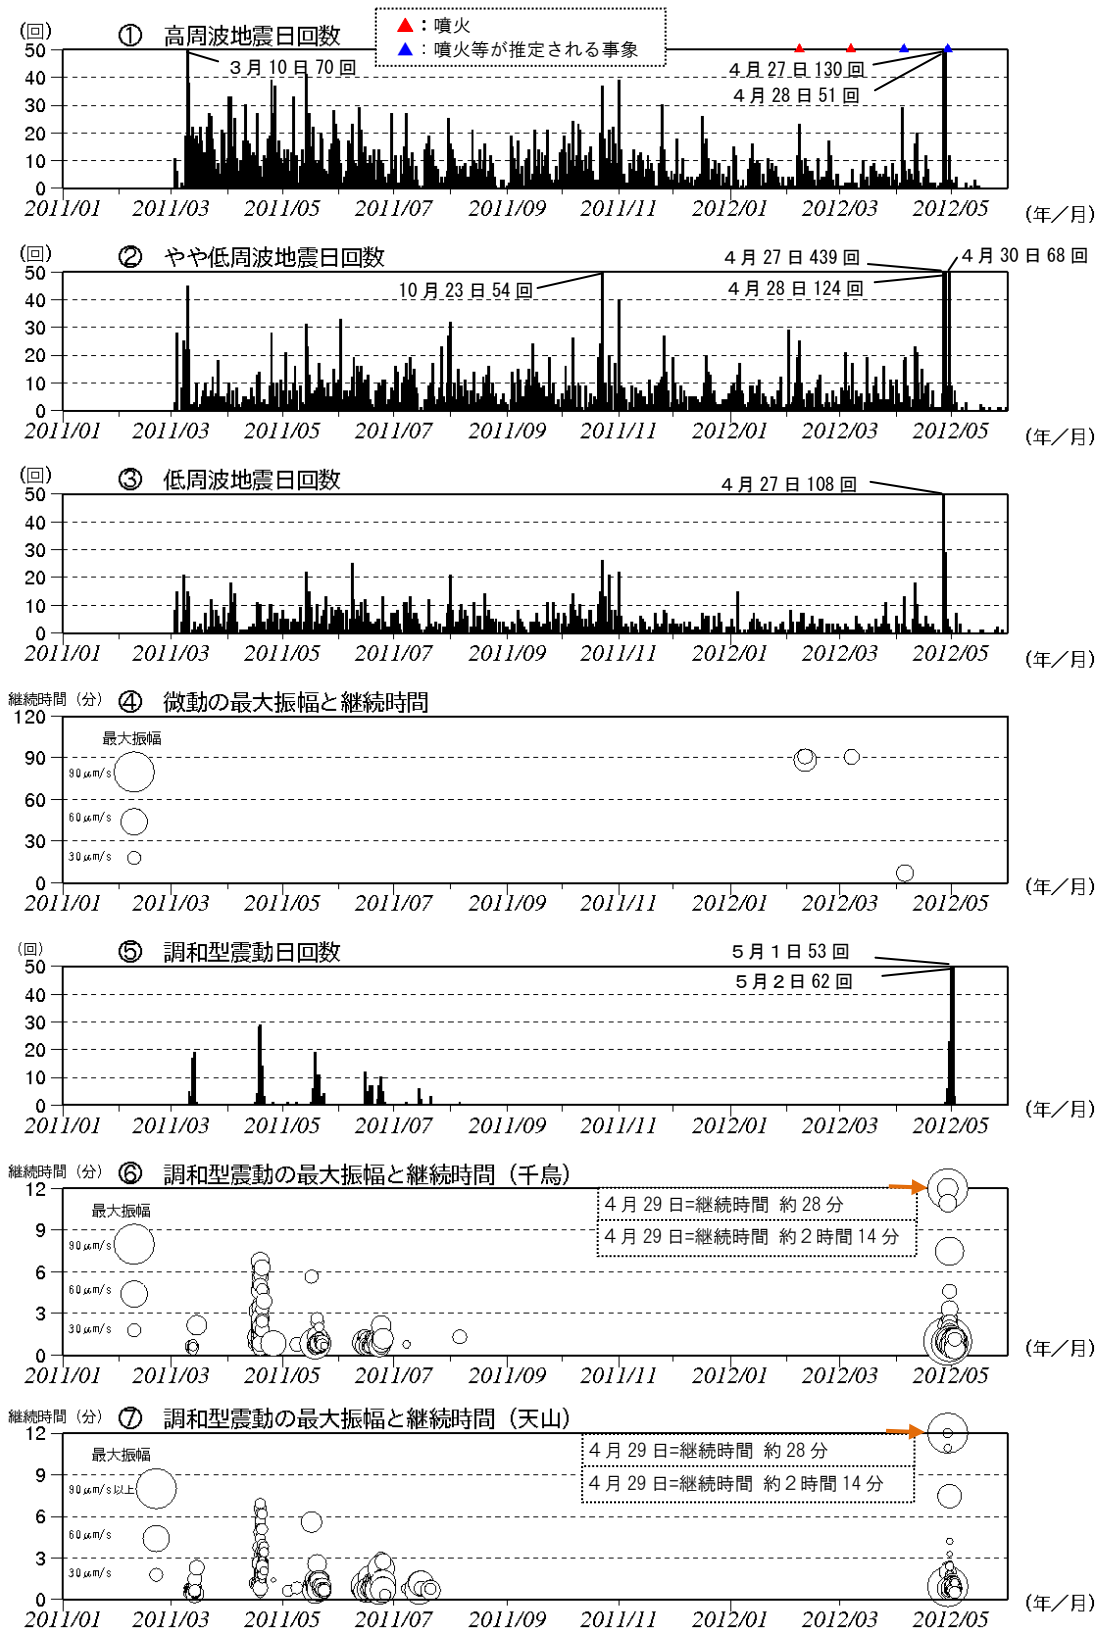 ▲：噴火
▲：噴火等が推定される事象
(回) ① 高周波地震日回数
50
40
30
20
10
0
3月10日70回
4月27日130回
4月28日51回
2011/01 2011/03 2011/05 2011/07 2011/09 2011/11 2012/01 2012/03 2012/05 (年／月)
(回) ② やや低周波地震日回数
50
40
30
20
10
0
10月23日54回
4月27日439回
4月28日124回
4月30日68回
2011/01 2011/03 2011/05 2011/07 2011/09 2011/11 2012/01 2012/03 2012/05 (年／月)
(回) ③ 低周波地震日回数
50
40
30
20
10
0
4月27日108回
2011/01 2011/03 2011/05 2011/07 2011/09 2011/11 2012/01 2012/03 2012/05 (年／月)
継続時間（分） ④ 微動の最大振幅と継続時間
120
90
60
30
0
最大振幅
90μm/s
60μm/s
30μm/s
2011/01 2011/03 2011/05 2011/07 2011/09 2011/11 2012/01 2012/03 2012/05 (年／月)
(回) ⑤ 調和型震動日回数
50
40
30
20
10
0
5月1日53回
5月2日62回
2011/01 2011/03 2011/05 2011/07 2011/09 2011/11 2012/01 2012/03 2012/05 (年／月)
継続時間（分） ⑥ 調和型震動の最大振幅と継続時間（千鳥）
12
9
6
3
0
最大振幅
90μm/s
60μm/s
30μm/s
4月29日=継続時間 約28分
4月29日=継続時間 約2時間14分
2011/01 2011/03 2011/05 2011/07 2011/09 2011/11 2012/01 2012/03 2012/05 (年／月)
継続時間（分） ⑦ 調和型震動の最大振幅と継続時間（天山）
12
9
6
3
0
最大振幅
90μm/s以上
60μm/s
30μm/s
4月29日=継続時間 約28分
4月29日=継続時間 約2時間14分
2011/01 2011/03 2011/05 2011/07 2011/09 2011/11 2012/01 2012/03 2012/05 (年／月)